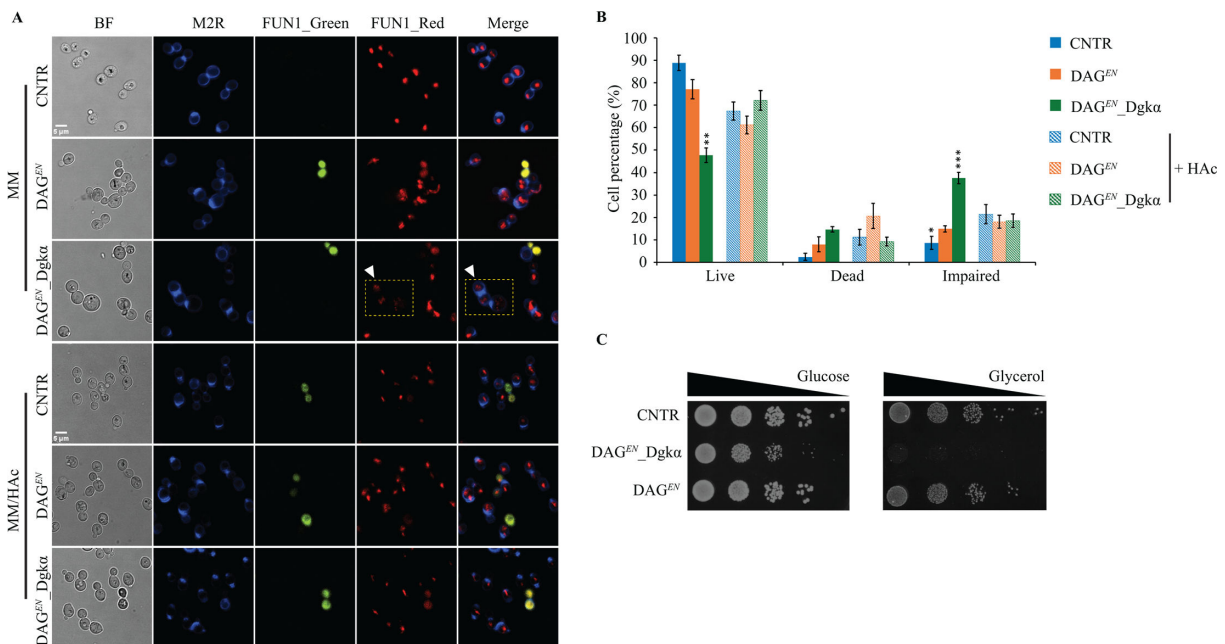 A
BF M2R FUN1_Green FUN1_Red Merge
MM
CNTR
5 µm
DAG^EN
DAG^EN_Dgkα
MM/HAc
CNTR
5 µm
DAG^EN
DAG^EN_Dgkα
B
Cell percentage (%)
100
90
80
70
60
50
40
30
20
10
0
**
*
***
Live Dead Impaired
CNTR
DAG^EN
DAG^EN_Dgkα
CNTR
DAG^EN
DAG^EN_Dgkα
+ HAc
C
Glucose Glycerol
CNTR
DAG^EN_Dgkα
DAG^EN